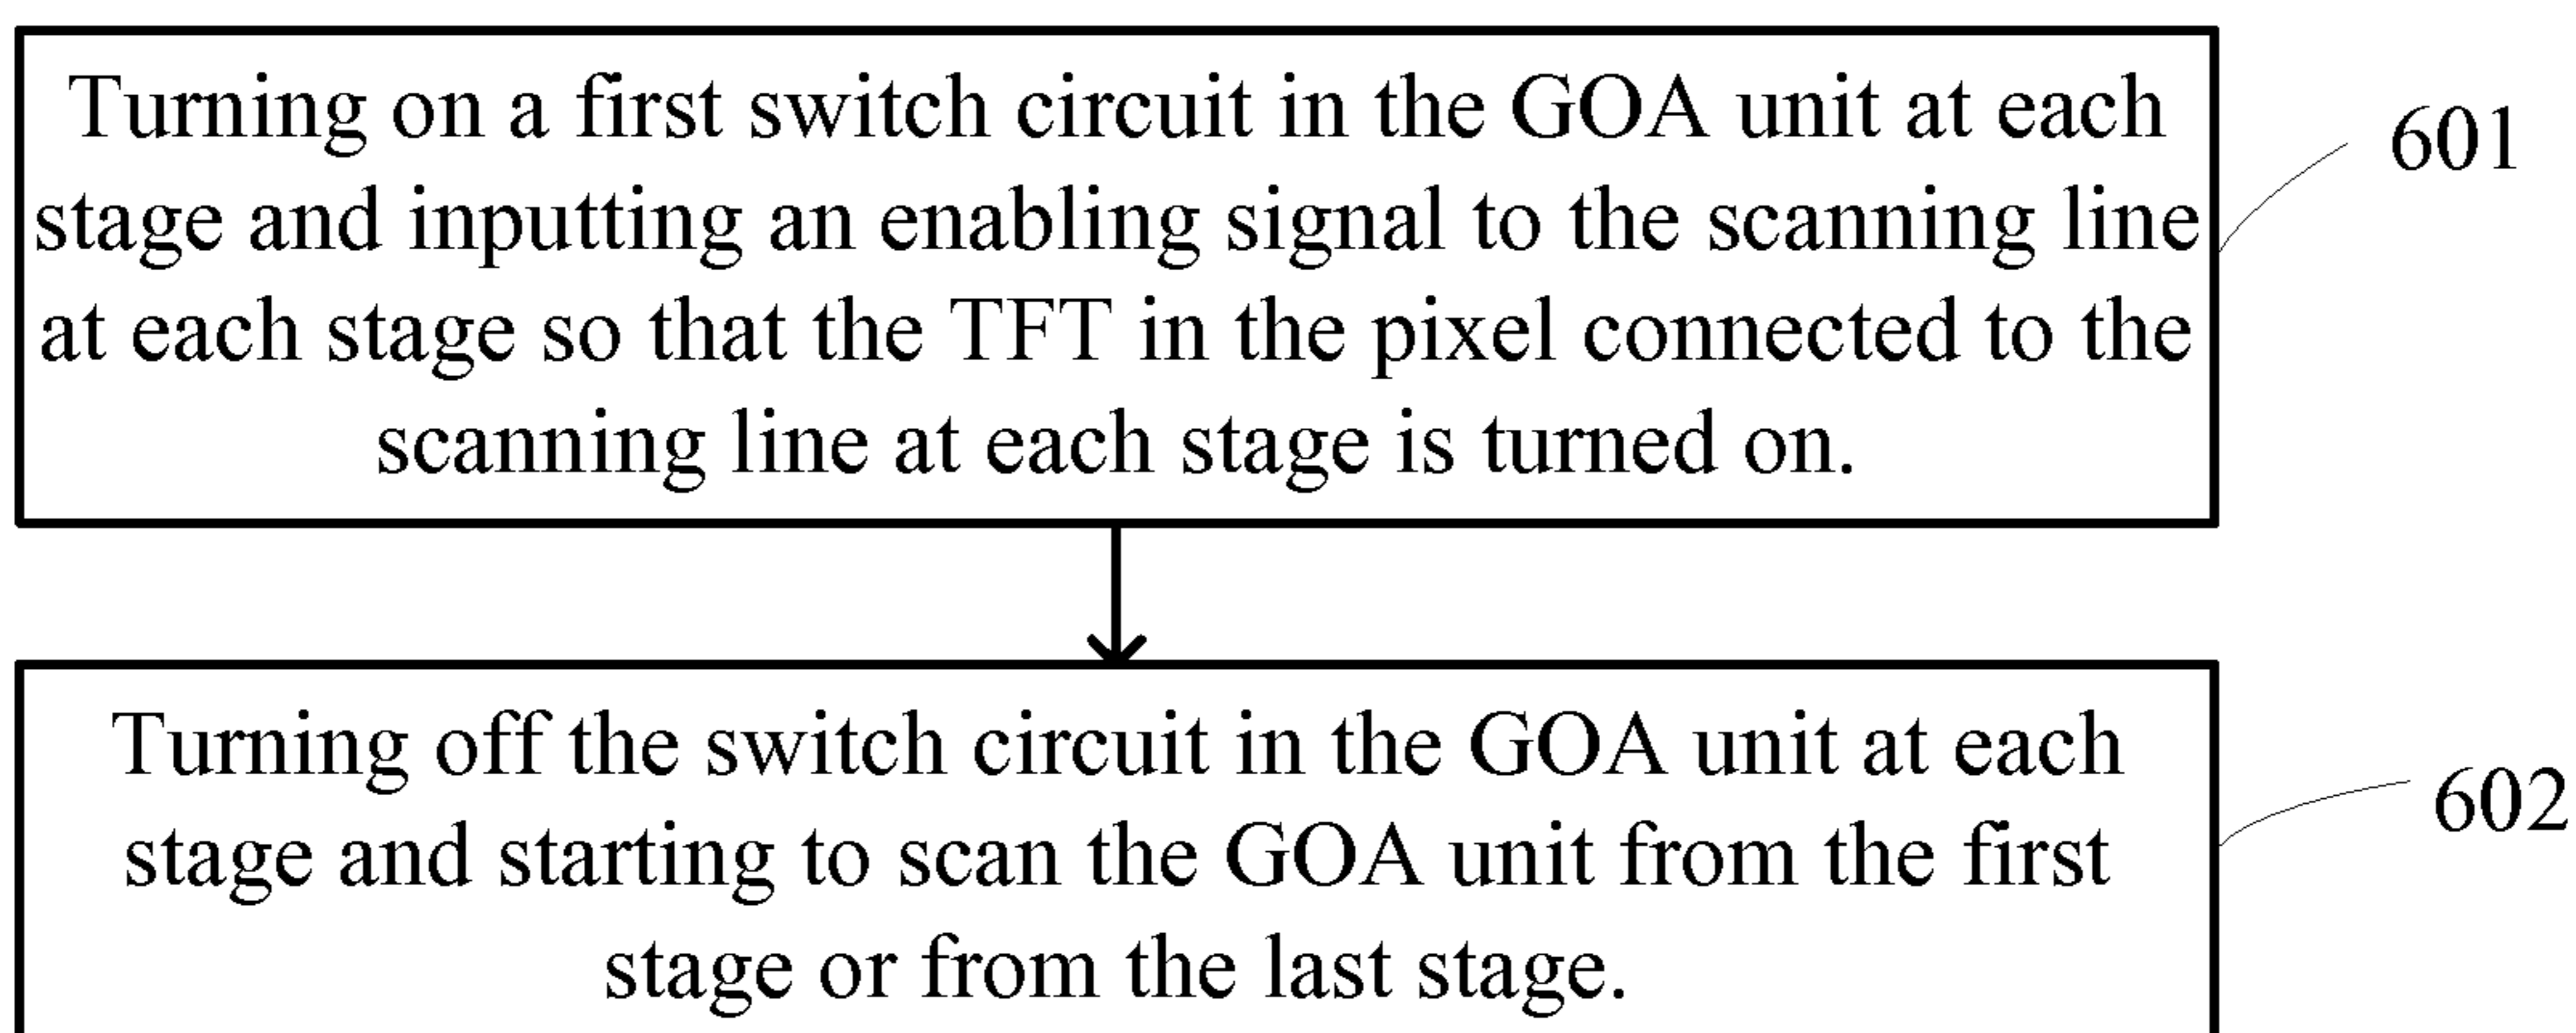 Turning on a first switch circuit in the GOA unit at each
stage and inputting an enabling signal to the scanning line
at each stage so that the TFT in the pixel connected to the
scanning line at each stage is turned on.
601
Turning off the switch circuit in the GOA unit at each
stage and starting to scan the GOA unit from the first
stage or from the last stage.
602